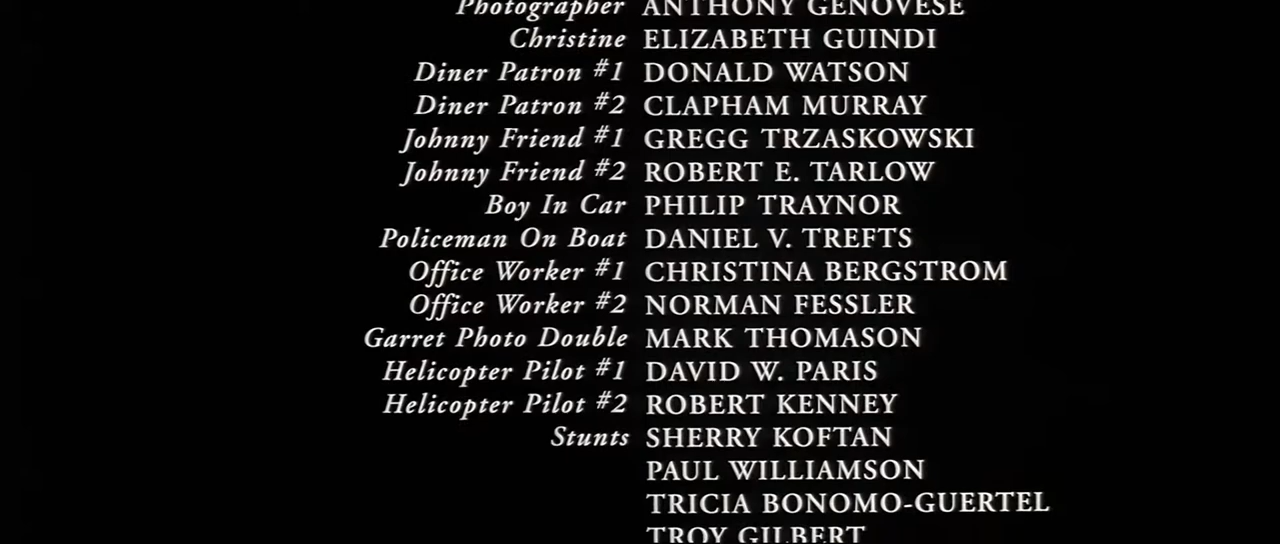 Photographer ANTHONY GENOVESE
Christine ELIZABETH GUINDI
Diner Patron #1 DONALD WATSON
Diner Patron #2 CLAPHAM MURRAY
Johnny Friend #1 GREGG TRZASKOWSKI
Johnny Friend #2 ROBERT E. TARLOW
Boy In Car PHILIP TRAYNOR
Policeman On Boat DANIEL V. TREFTS
Office Worker #1 CHRISTINA BERGSTROM
Office Worker #2 NORMAN FESSLER
Garret Photo Double MARK THOMASON
Helicopter Pilot #1 DAVID W. PARIS
Helicopter Pilot #2 ROBERT KENNEY
Stunts SHERRY KOFTAN
PAUL WILLIAMSON
TRICIA BONOMO-GUERTEL
TROY GILBERT